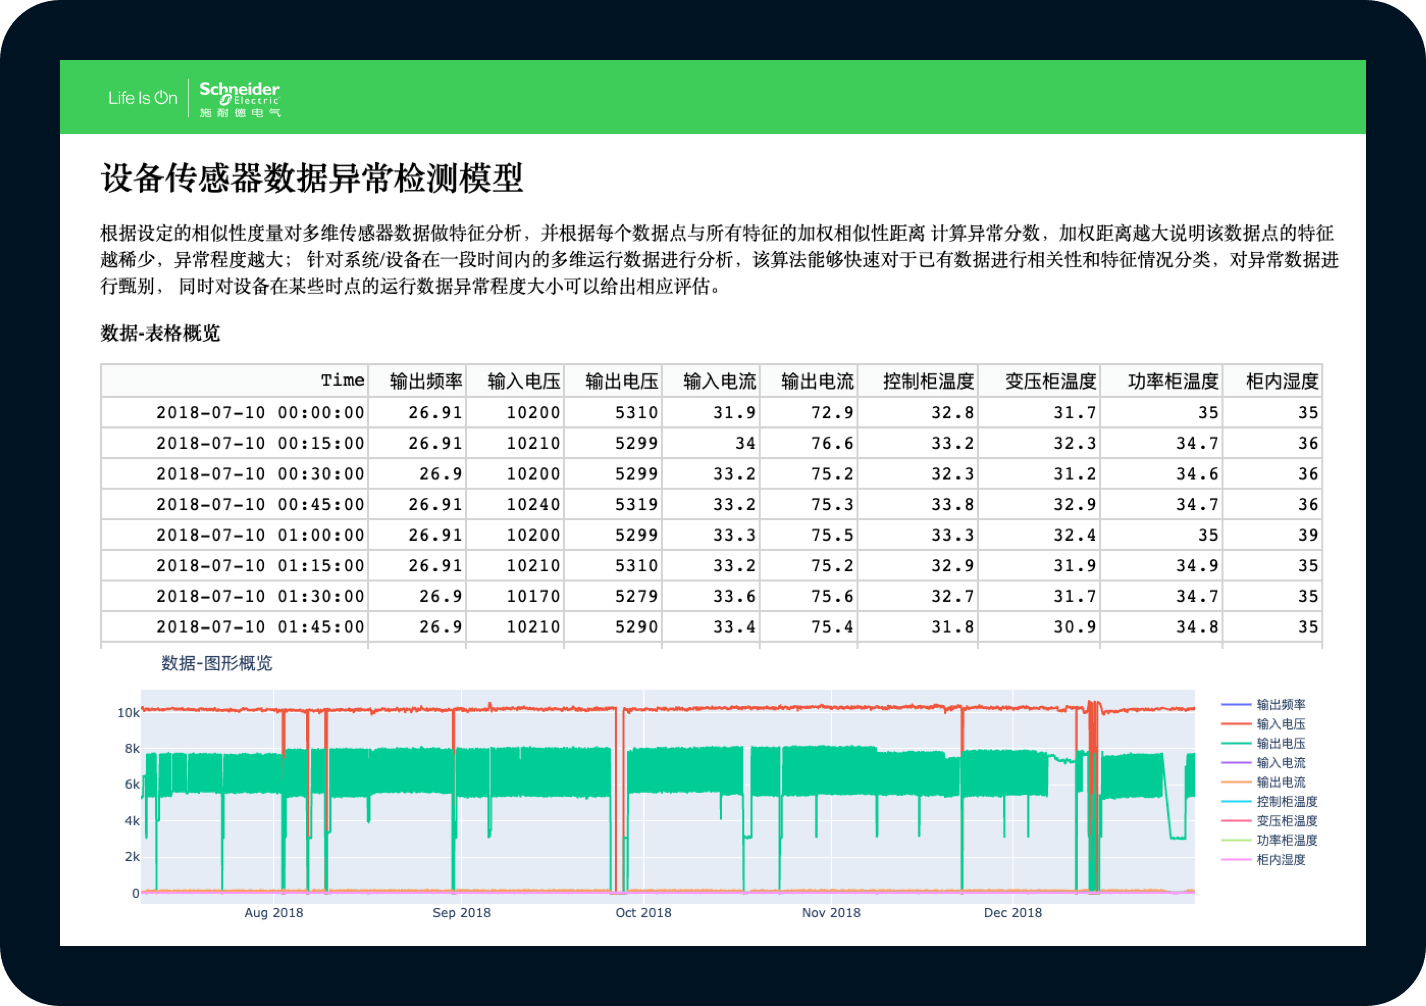 Life Is On
Schneider
Electric
施耐德电气
设备传感器数据异常检测模型
根据设定的相似性度量对多维传感器数据做特征分析，并根据每个数据点与所有特征的加权相似性距离 计算异常分数，加权距离越大说明该数据点的特征
越稀少，异常程度越大； 针对系统/设备在一段时间内的多维运行数据进行分析，该算法能够快速对于已有数据进行相关性和特征情况分类，对异常数据进
行甄别， 同时对设备在某些时点的运行数据异常程度大小可以给出相应评估。
数据-表格概览
Time 输出频率 输入电压 输出电压 输入电流 输出电流 控制柜温度 变压柜温度 功率柜温度 柜内湿度
2018-07-10 00:00:00 26.91 10200 5310 31.9 72.9 32.8 31.7 35 35
2018-07-10 00:15:00 26.91 10210 5299 34 76.6 33.2 32.3 34.7 36
2018-07-10 00:30:00 26.9 10200 5299 33.2 75.2 32.3 31.2 34.6 36
2018-07-10 00:45:00 26.91 10240 5319 33.2 75.3 33.8 32.9 34.7 36
2018-07-10 01:00:00 26.91 10200 5299 33.3 75.5 33.3 32.4 35 39
2018-07-10 01:15:00 26.91 10210 5310 33.2 75.2 32.9 31.9 34.9 35
2018-07-10 01:30:00 26.9 10170 5279 33.6 75.6 32.7 31.7 34.7 35
2018-07-10 01:45:00 26.9 10210 5290 33.4 75.4 31.8 30.9 34.8 35
数据-图形概览
10k
8k
6k
4k
2k
0
Aug 2018 Sep 2018 Oct 2018 Nov 2018 Dec 2018
输出频率
输入电压
输出电压
输入电流
输出电流
控制柜温度
变压柜温度
功率柜温度
柜内湿度